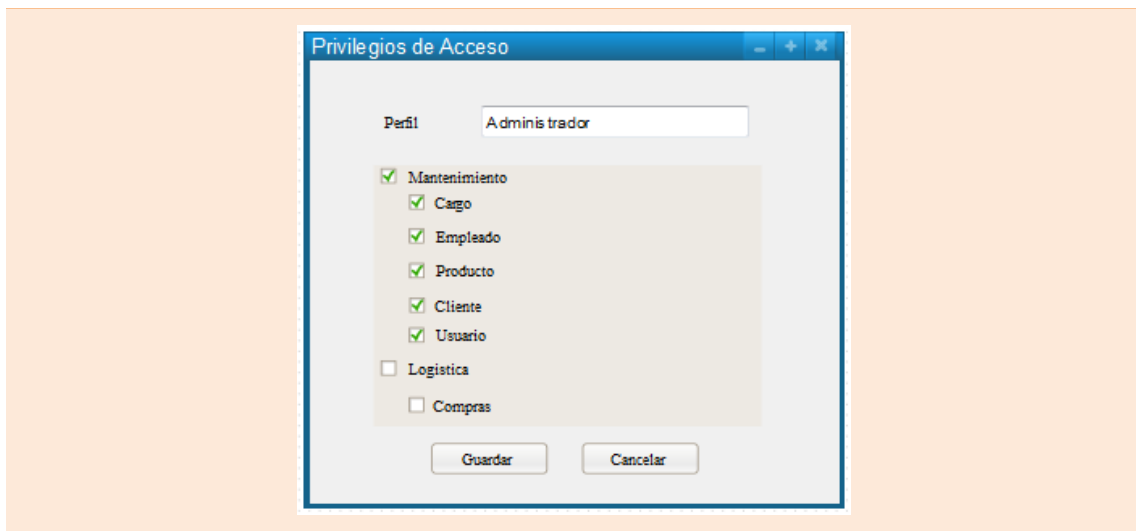 Privilegios de Acceso
Perfil Administrador
Mantenimiento
Cargo
Empleado
Producto
Cliente
Usuario
Logistica
Compras
Guardar Cancelar